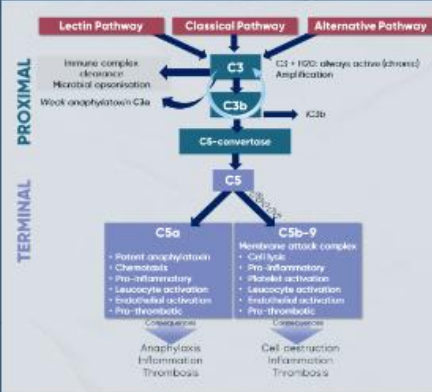 Lectin Pathway
Classical Pathway
Alternative Pathway
PROXIMAL
C3
C3 + H2O: always active (chronic)
Amplification
Immune complex
clearance
Microbial opsonisation
Weak anaphylatoxin C3a
C3b
iC3b
C5-convertase
TERMINAL
C5
C5a
• Potent anaphylatoxin
• Chemotaxis
• Pro-inflammatory
• Leucocyte activation
• Endothelial activation
• Pro-thrombotic
C5b-9
Membrane attack complex
• Cell lysis
• Pro-inflammatory
• Platelet activation
• Leucocyte activation
• Endothelial activation
• Pro-thrombotic
Consequences
Anaphylaxis
Inflammation
Thrombosis
Consequences
Cell destruction
Inflammation
Thrombosis